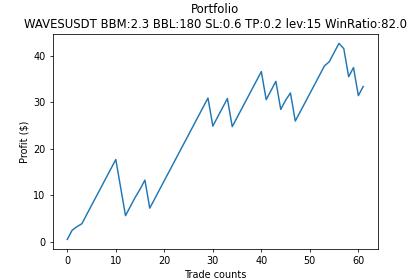 Portfolio
WAVESUSDT BBM:2.3 BBL:180 SL:0.6 TP:0.2 lev:15 WinRatio:82.0
Profit ($)
40
30
20
10
0
0 10 20 30 40 50 60
Trade counts